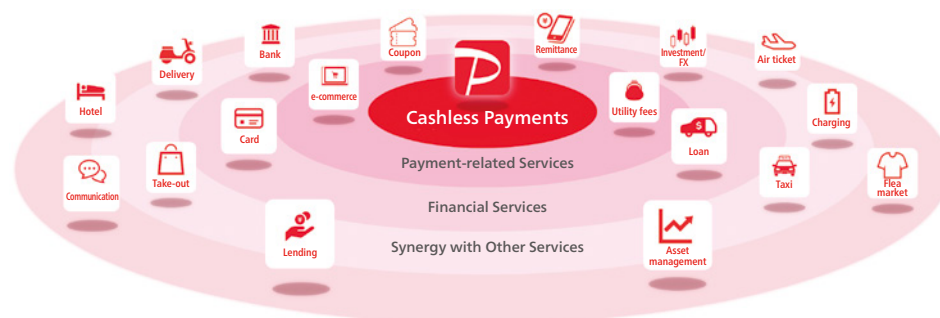 Coupon
Remittance
Bank
Investment/
FX
Delivery
Air ticket
e-commerce
Hotel
Cashless Payments
Utility fees
Charging
Card
Loan
Payment-related Services
Take-out
Taxi
Communication
Flea
market
Financial Services
Synergy with Other Services
Lending
Asset
management